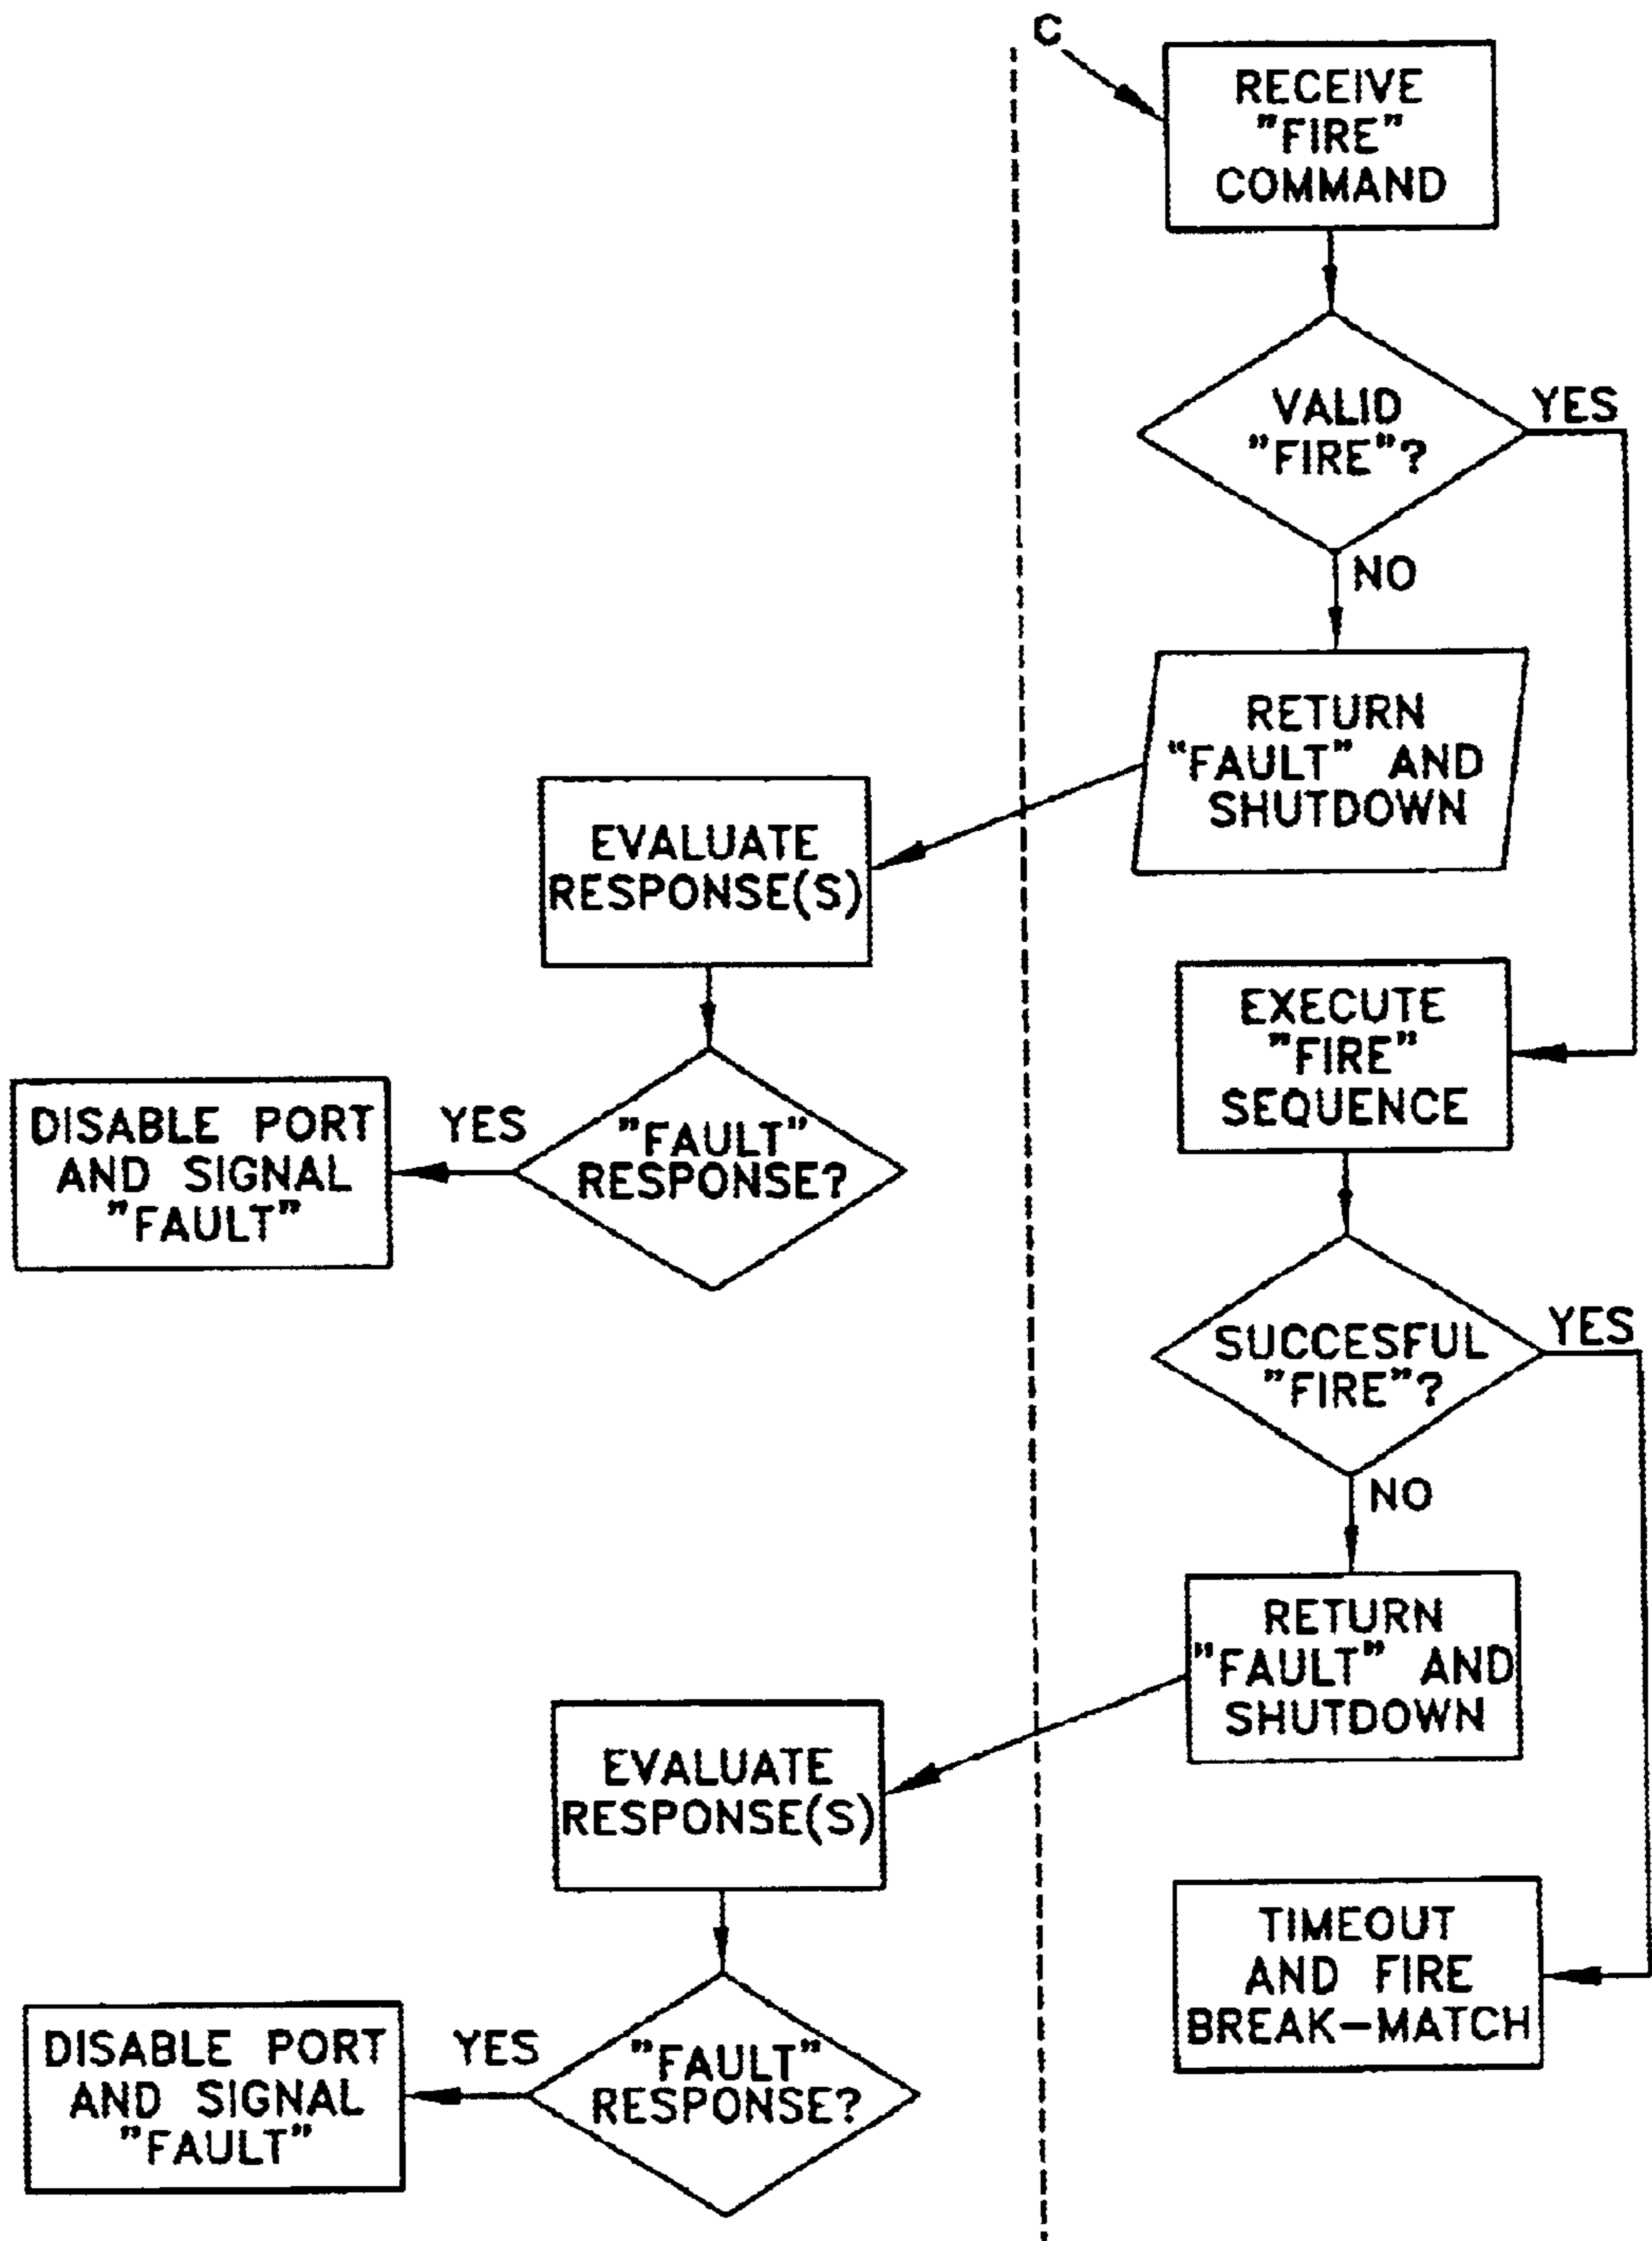 C
RECEIVE
"FIRE"
COMMAND
VALID
"FIRE"?
YES
NO
RETURN
"FAULT" AND
SHUTDOWN
EVALUATE
RESPONSE(S)
"FAULT"
RESPONSE?
YES
DISABLE PORT
AND SIGNAL
"FAULT"
EXECUTE
"FIRE"
SEQUENCE
SUCCESFUL
"FIRE"?
YES
NO
RETURN
"FAULT" AND
SHUTDOWN
EVALUATE
RESPONSE(S)
"FAULT"
RESPONSE?
YES
DISABLE PORT
AND SIGNAL
"FAULT"
TIMEOUT
AND FIRE
BREAK-MATCH